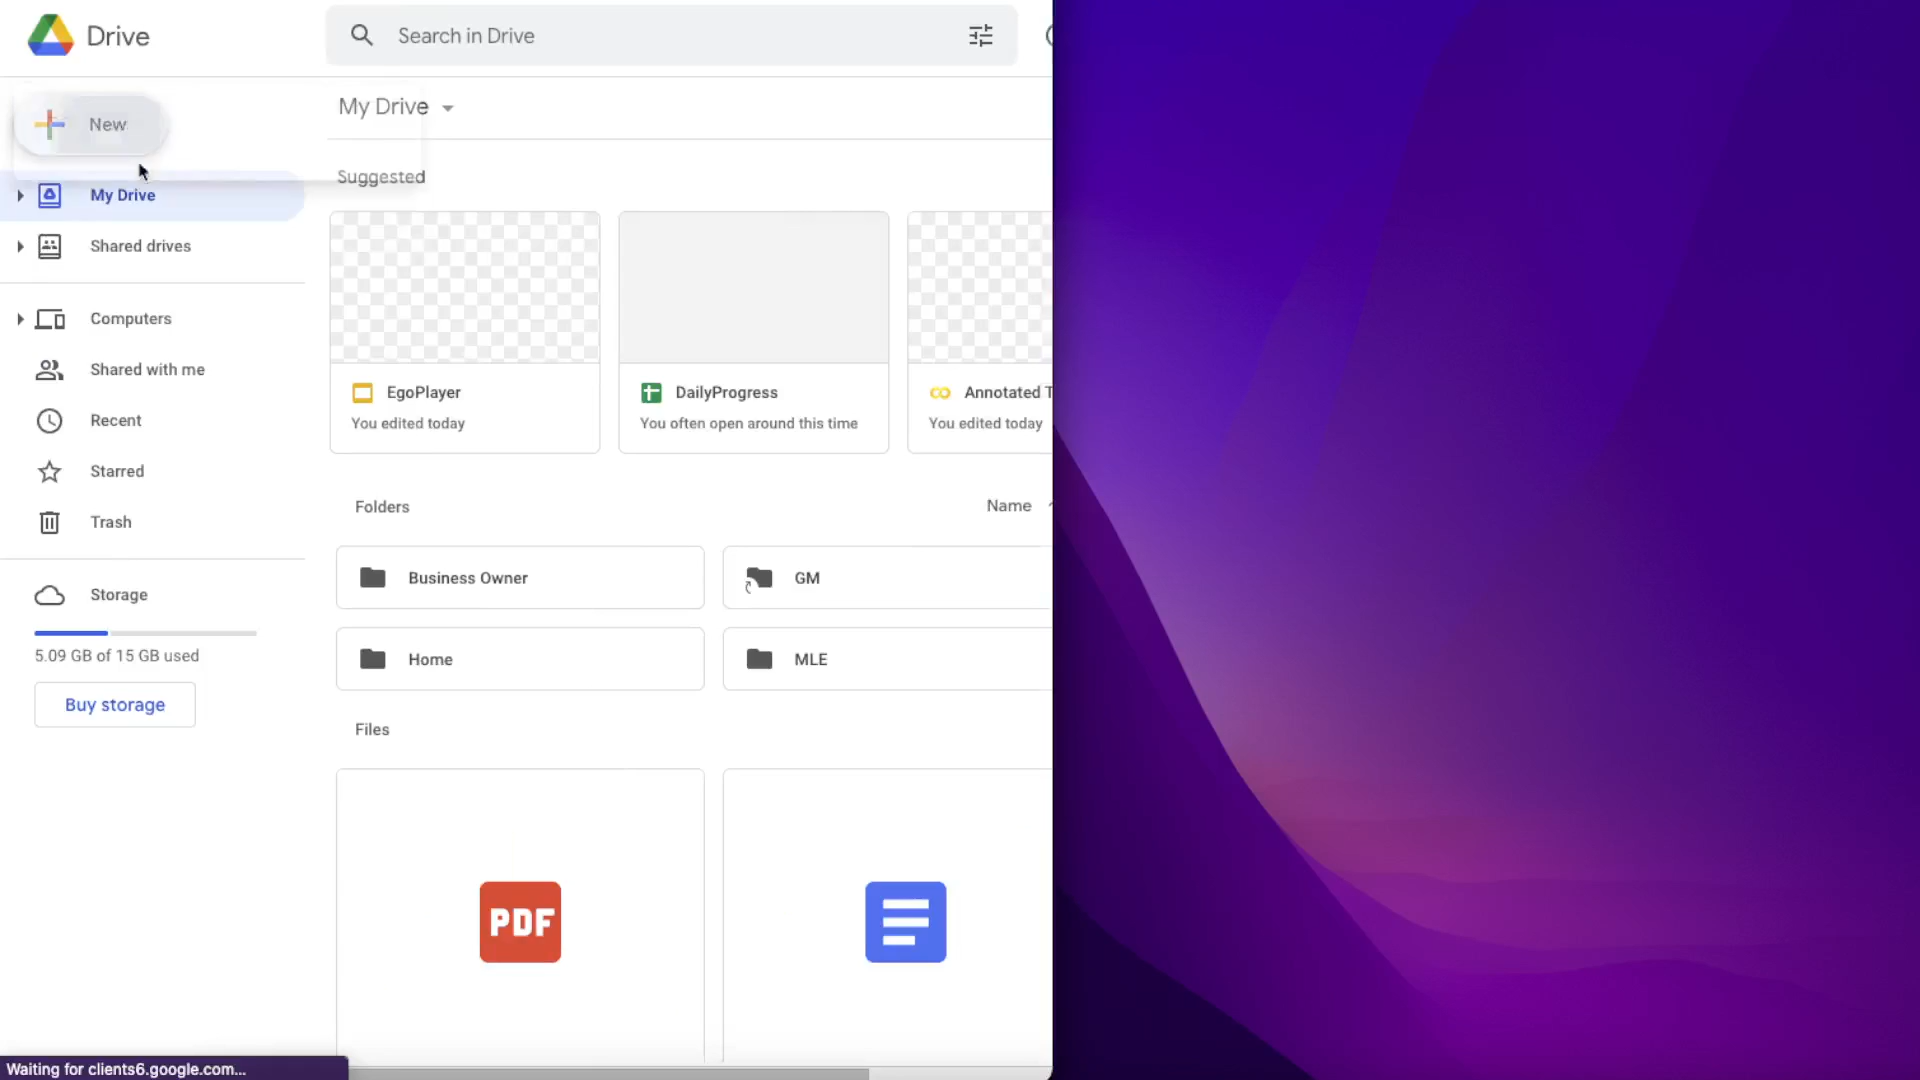 Drive
Search in Drive
New
My Drive
Suggested
My Drive
Shared drives
Computers
Shared with me
Recent
Starred
Trash
Storage
5.09 GB of 15 GB used
Buy storage
EgoPlayer
You edited today
DailyProgress
You often open around this time
Annotated T
You edited today
Folders
Name
Business Owner
GM
Home
MLE
Files
PDF
Waiting for clients6.google.com...